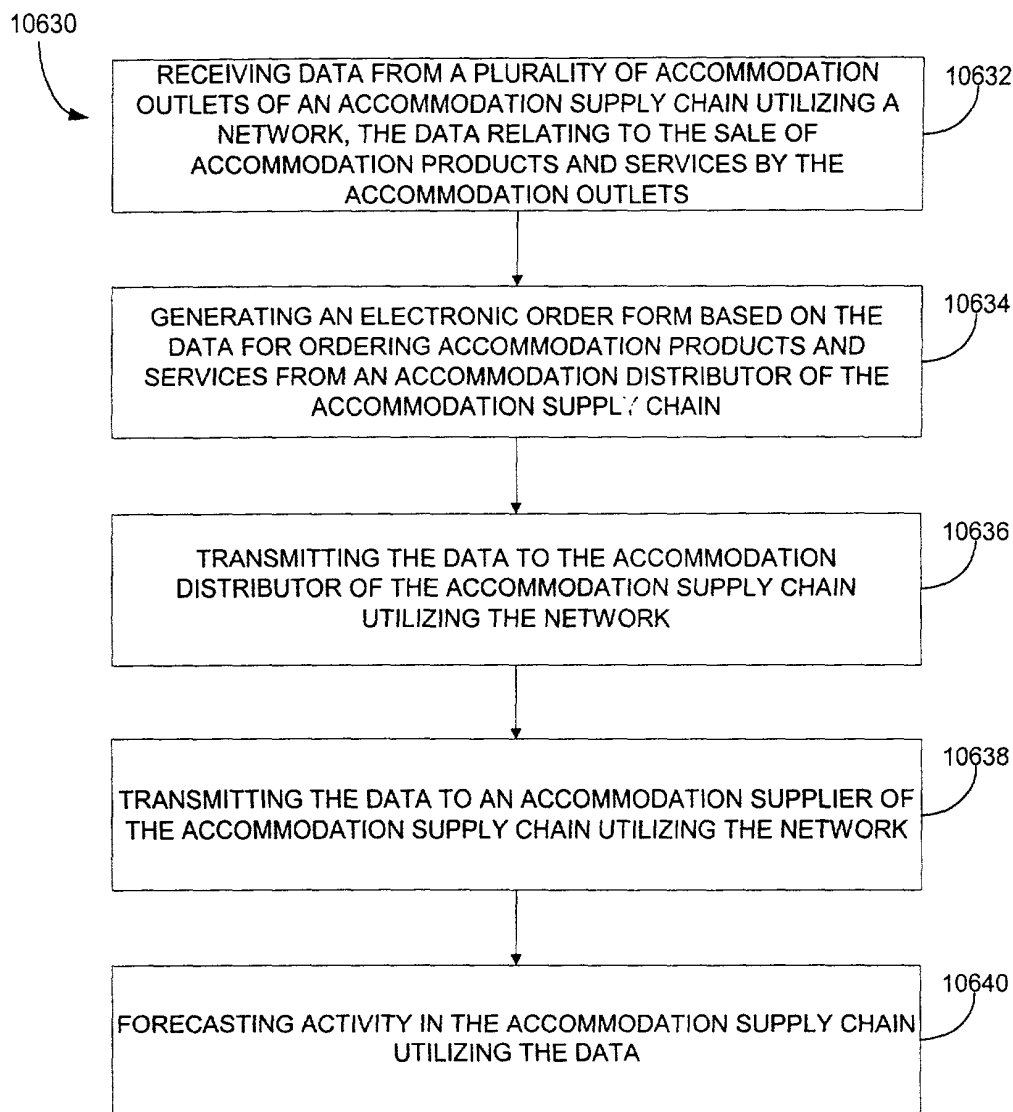 10630
RECEIVING DATA FROM A PLURALITY OF ACCOMMODATION
OUTLETS OF AN ACCOMMODATION SUPPLY CHAIN UTILIZING A
NETWORK, THE DATA RELATING TO THE SALE OF
ACCOMMODATION PRODUCTS AND SERVICES BY THE
ACCOMMODATION OUTLETS
10632
GENERATING AN ELECTRONIC ORDER FORM BASED ON THE
DATA FOR ORDERING ACCOMMODATION PRODUCTS AND
SERVICES FROM AN ACCOMMODATION DISTRIBUTOR OF THE
ACCOMMODATION SUPPLY CHAIN
10634
TRANSMITTING THE DATA TO THE ACCOMMODATION
DISTRIBUTOR OF THE ACCOMMODATION SUPPLY CHAIN
UTILIZING THE NETWORK
10636
TRANSMITTING THE DATA TO AN ACCOMMODATION SUPPLIER OF
THE ACCOMMODATION SUPPLY CHAIN UTILIZING THE NETWORK
10638
FORECASTING ACTIVITY IN THE ACCOMMODATION SUPPLY CHAIN
UTILIZING THE DATA
10640